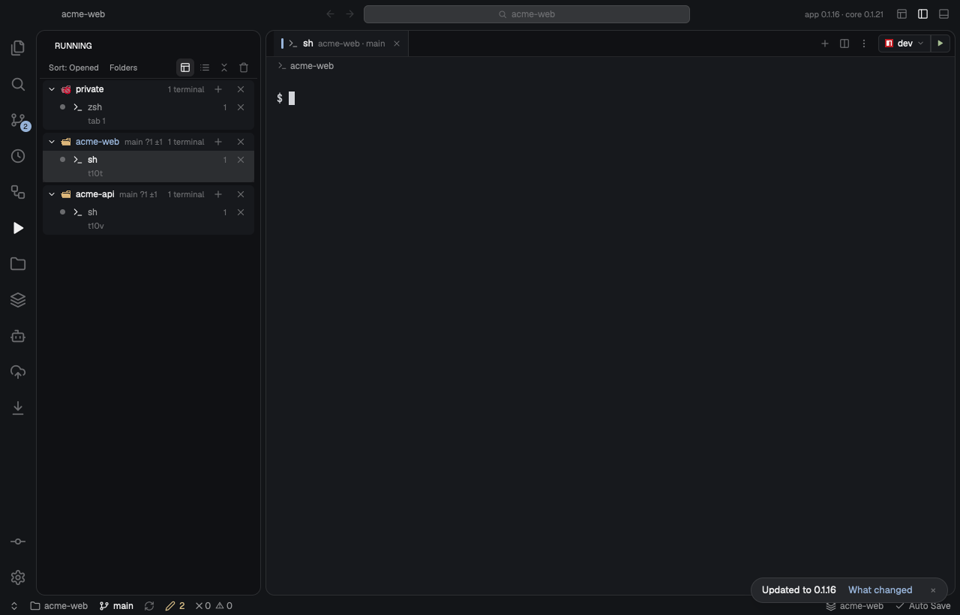 acme-web
acme-web
app 0.1.16 · core 0.1.21
RUNNING
Sort: Opened Folders
private 1 terminal
zsh 1
tab 1
acme-web main ?1 ±1 1 terminal
sh 1
t10t
acme-api main ?1 ±1 1 terminal
sh 1
t10v
sh acme-web · main
dev
acme-web
$
2
Updated to 0.1.16 What changed
acme-web main 2 0 0
acme-web Auto Save